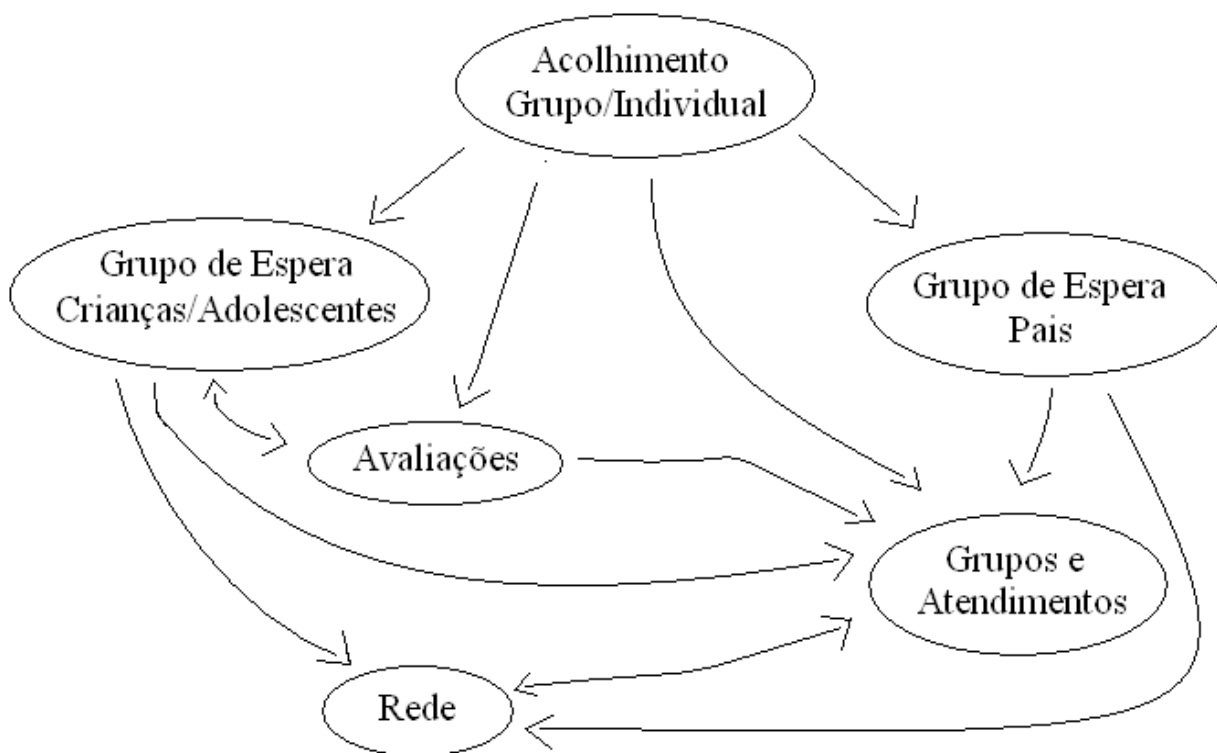 Acolhimento
Grupo/Individual
Grupo de Espera
Crianças/Adolescentes
Grupo de Espera
Pais
Avaliações
Grupos e
Atendimentos
Rede